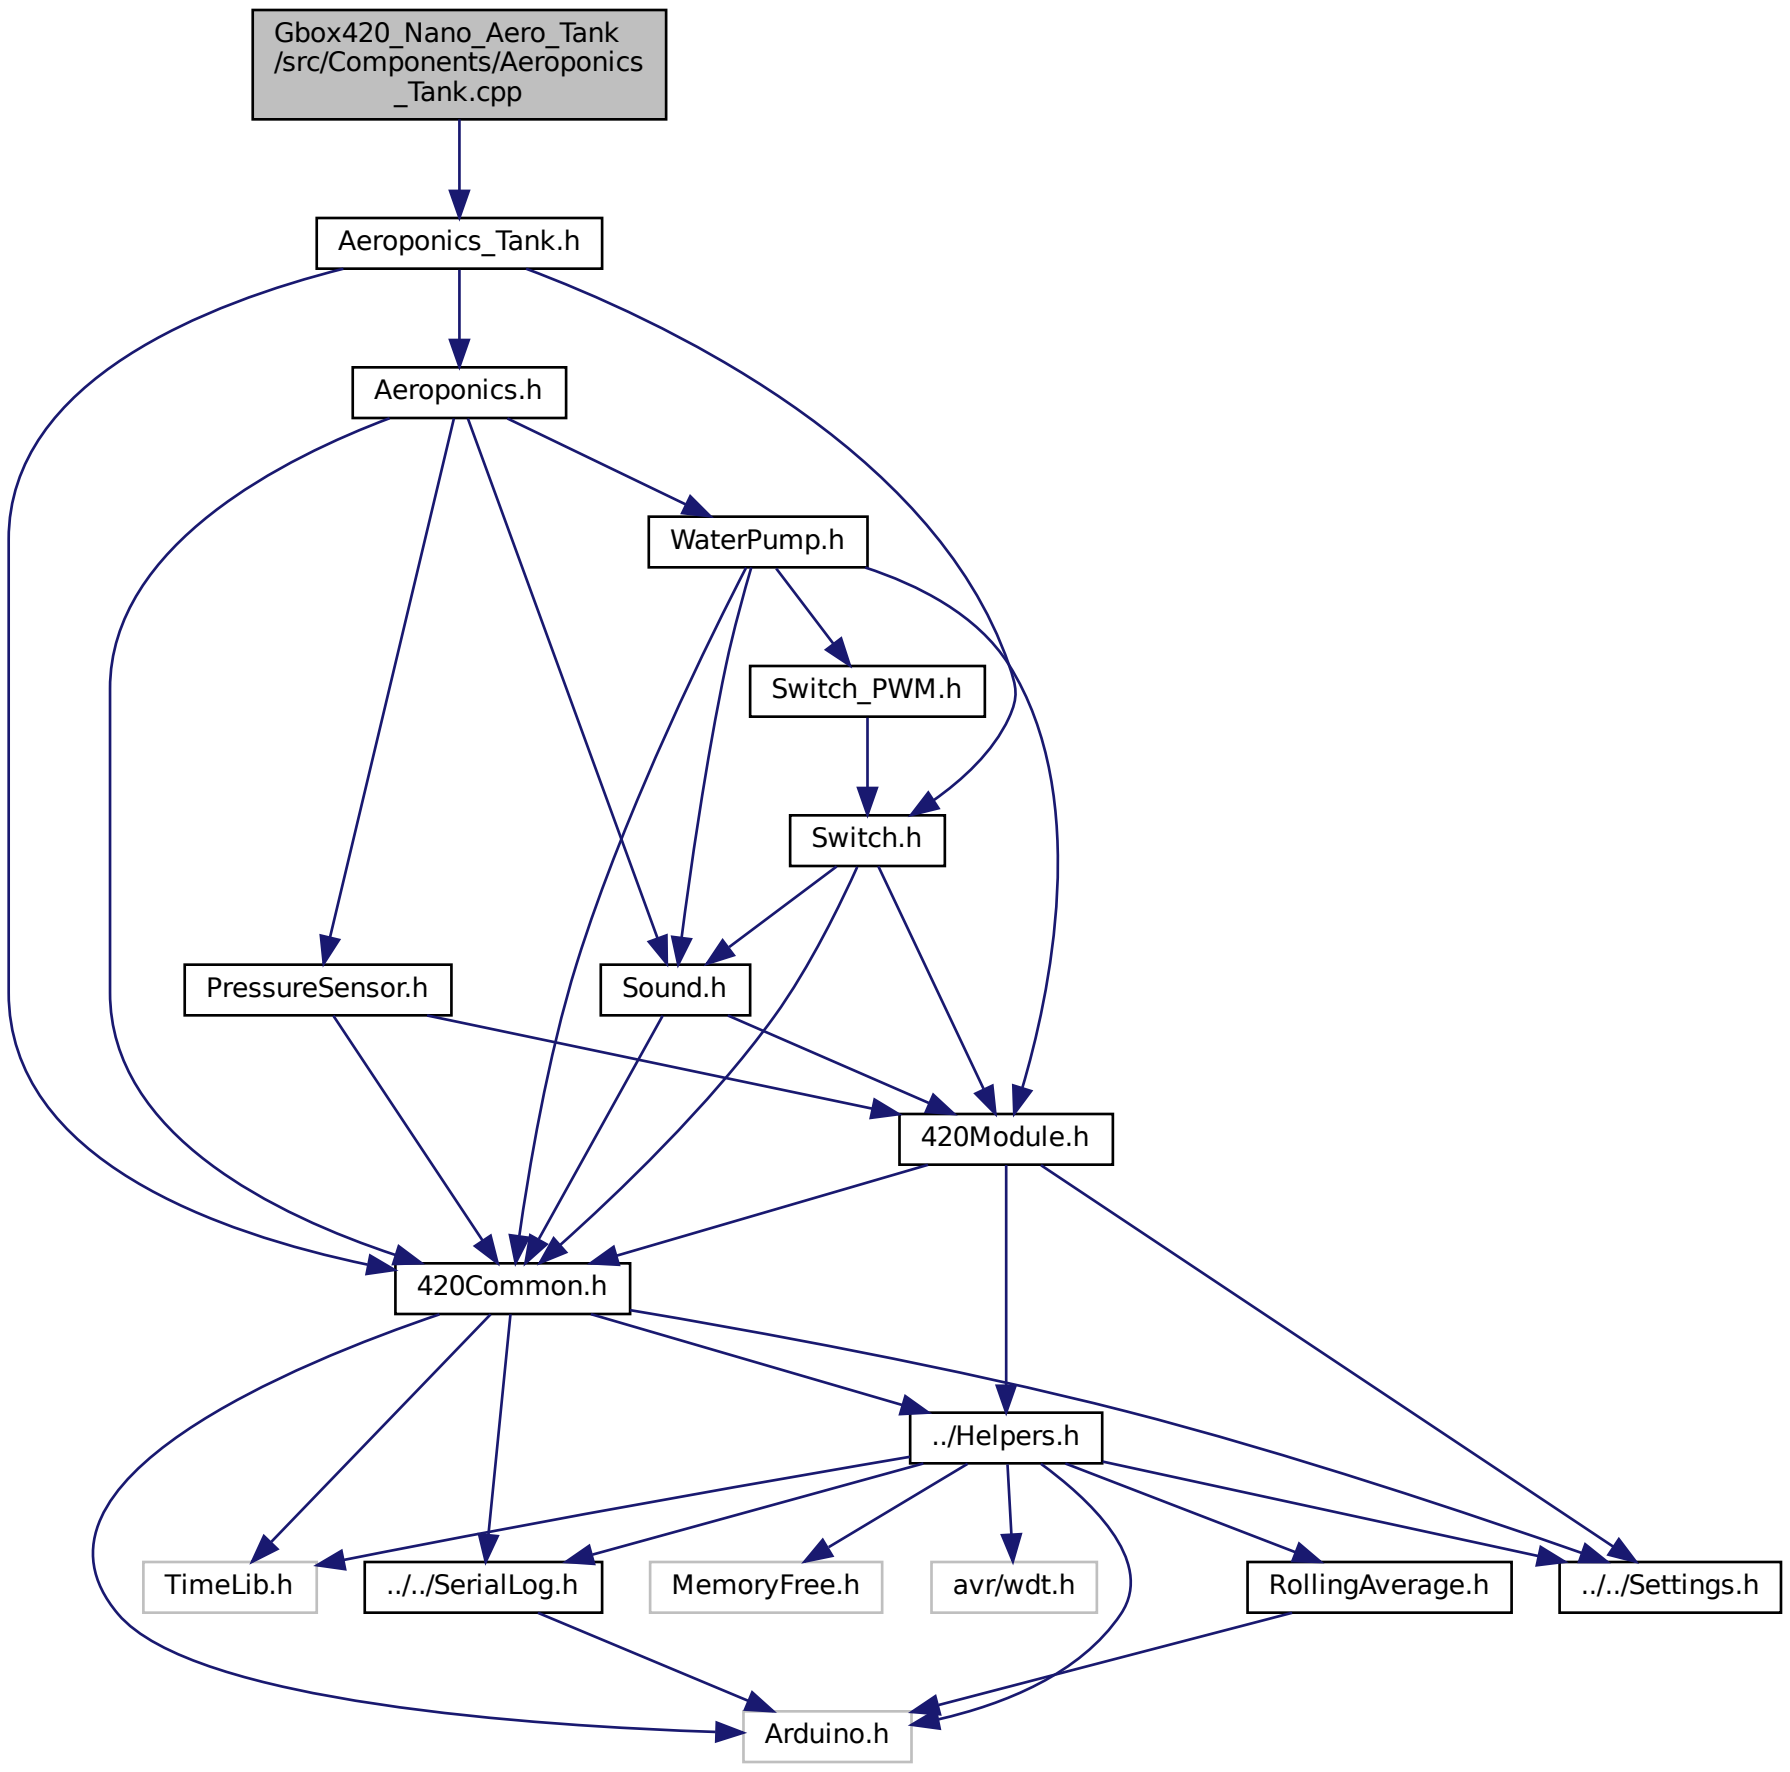 Gbox420_Nano_Aero_Tank
/src/Components/Aeroponics
_Tank.cpp
Aeroponics_Tank.h
Aeroponics.h
WaterPump.h
Switch_PWM.h
Switch.h
PressureSensor.h
Sound.h
420Module.h
420Common.h
../Helpers.h
TimeLib.h
../../SerialLog.h
MemoryFree.h
avr/wdt.h
RollingAverage.h
../../Settings.h
Arduino.h